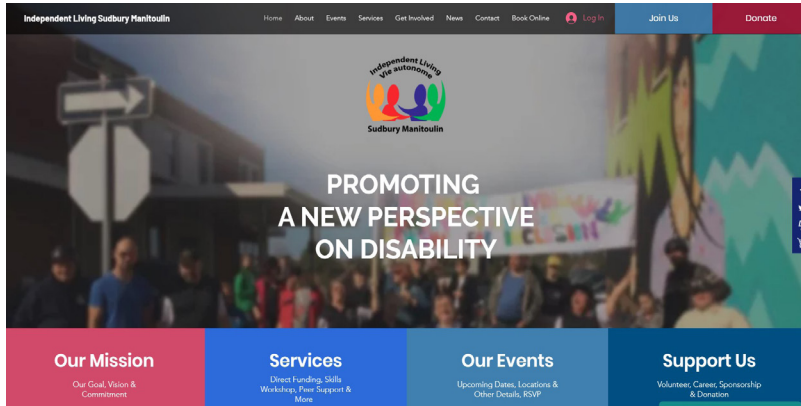 Independent Living Sudbury Manitoulin
Home About Events Services Get Involved News Contact Book Online Log In Join Us Donate
Independent Living
Vie autonome
Sudbury Manitoulin
PROMOTING
A NEW PERSPECTIVE
ON DISABILITY
INCLUSION
Our Mission
Our Goal, Vision &
Commitment
Services
Direct Funding, Skills
Workshop, Peer Support &
More
Our Events
Upcoming Dates, Locations &
Other Details, RSVP
Support Us
Volunteer, Career, Sponsorship
& Donation